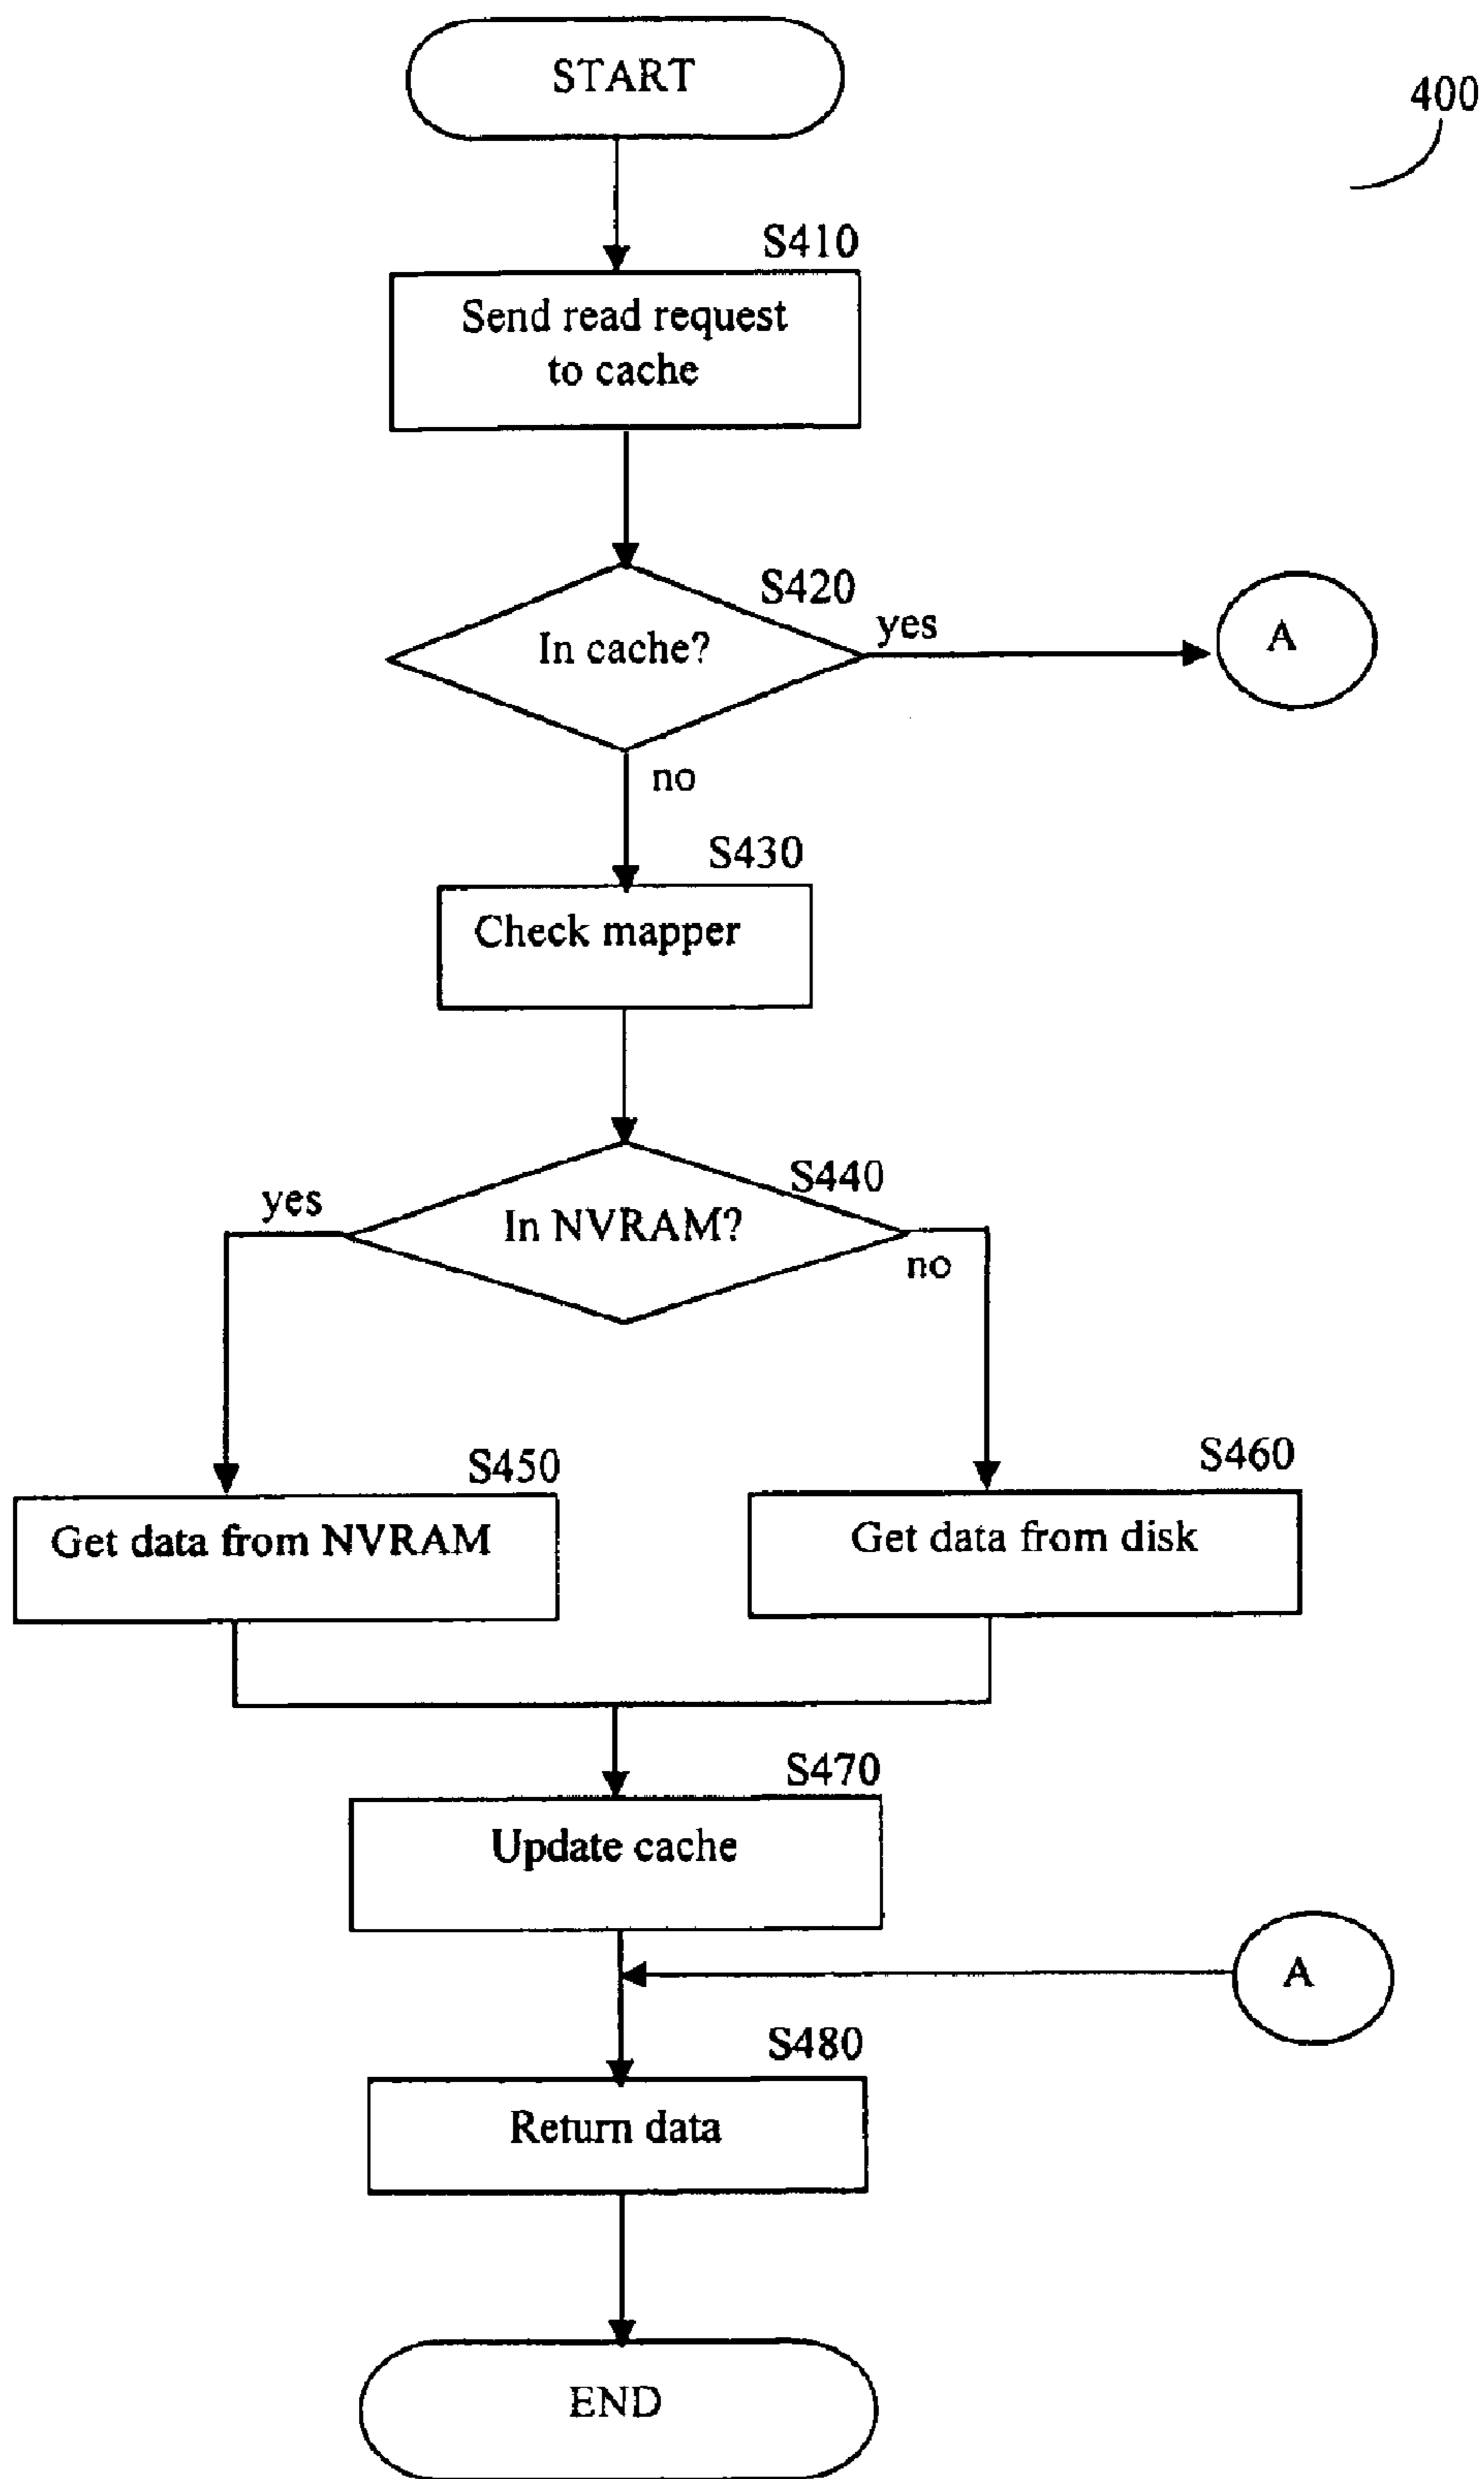 START
400
S410
Send read request
to cache
S420
In cache?
yes
A
no
S430
Check mapper
S440
yes
In NVRAM?
no
S450
S460
Get data from NVRAM
Get data from disk
S470
Update cache
A
S480
Return data
END